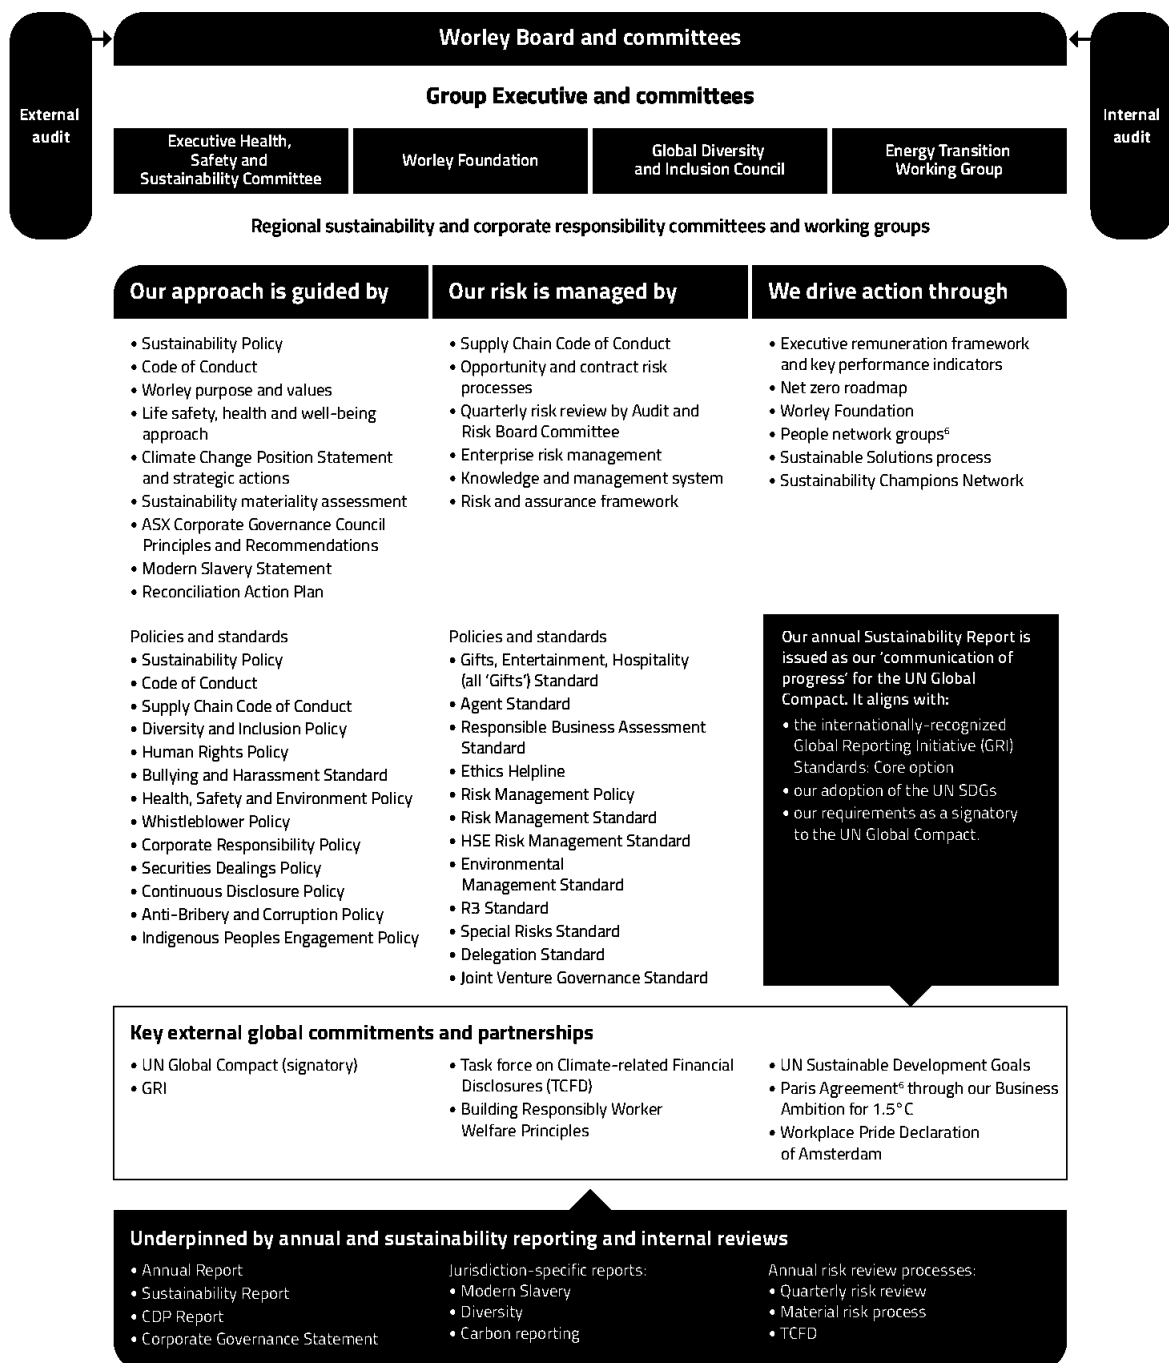 External
audit
Worley Board and committees
Internal
audit
Group Executive and committees
Executive Health,
Safety and
Sustainability Committee
Worley Foundation
Global Diversity
and Inclusion Council
Energy Transition
Working Group
Regional sustainability and corporate responsibility committees and working groups
Our approach is guided by
• Sustainability Policy
• Code of Conduct
• Worley purpose and values
• Life safety, health and well-being
approach
• Climate Change Position Statement
and strategic actions
• Sustainability materiality assessment
• ASX Corporate Governance Council
Principles and Recommendations
• Modern Slavery Statement
• Reconciliation Action Plan
Policies and standards
• Sustainability Policy
• Code of Conduct
• Supply Chain Code of Conduct
• Diversity and Inclusion Policy
• Human Rights Policy
• Bullying and Harassment Standard
• Health, Safety and Environment Policy
• Whistleblower Policy
• Corporate Responsibility Policy
• Securities Dealings Policy
• Continuous Disclosure Policy
• Anti-Bribery and Corruption Policy
• Indigenous Peoples Engagement Policy
Our risk is managed by
• Supply Chain Code of Conduct
• Opportunity and contract risk
processes
• Quarterly risk review by Audit and
Risk Board Committee
• Enterprise risk management
• Knowledge and management system
• Risk and assurance framework
Policies and standards
• Gifts, Entertainment, Hospitality
(all ‘Gifts’) Standard
• Agent Standard
• Responsible Business Assessment
Standard
• Ethics Helpline
• Risk Management Policy
• Risk Management Standard
• HSE Risk Management Standard
• Environmental
Management Standard
• R3 Standard
• Special Risks Standard
• Delegation Standard
• Joint Venture Governance Standard
We drive action through
• Executive remuneration framework
and key performance indicators
• Net zero roadmap
• Worley Foundation
• People network groups⁶
• Sustainable Solutions process
• Sustainability Champions Network
Our annual Sustainability Report is
issued as our ‘communication of
progress’ for the UN Global
Compact. It aligns with:
• the internationally-recognized
Global Reporting Initiative (GRI)
Standards: Core option
• our adoption of the UN SDGs
• our requirements as a signatory
to the UN Global Compact.
Key external global commitments and partnerships
• UN Global Compact (signatory)
• GRI
• Task force on Climate-related Financial
Disclosures (TCFD)
• Building Responsibly Worker
Welfare Principles
• UN Sustainable Development Goals
• Paris Agreement⁶ through our Business
Ambition for 1.5°C
• Workplace Pride Declaration
of Amsterdam
Underpinned by annual and sustainability reporting and internal reviews
• Annual Report
• Sustainability Report
• CDP Report
• Corporate Governance Statement
Jurisdiction-specific reports:
• Modern Slavery
• Diversity
• Carbon reporting
Annual risk review processes:
• Quarterly risk review
• Material risk process
• TCFD